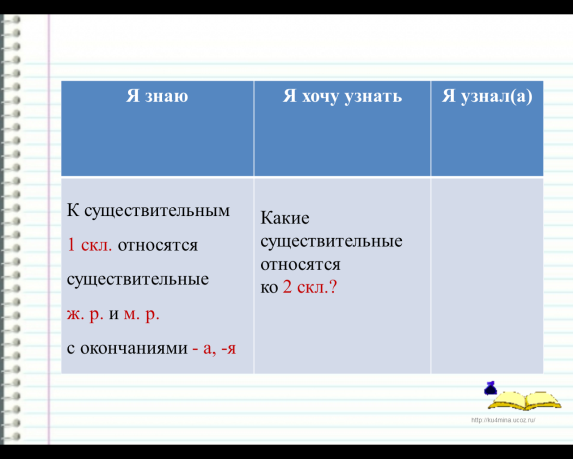 Я знаю
Я хочу узнать
Я узнал(а)
К существительным
1 скл. относятся
существительные
ж. р. и м. р.
с окончаниями - а, -я
Какие
существительные
относятся
ко 2 скл.?
http://ku4mina.ucoz.ru/